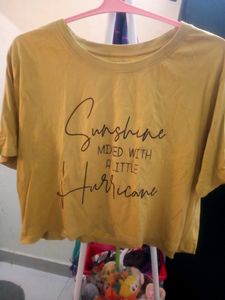 Sunshine
MIXED WITH
A LITTLE
Hurricane